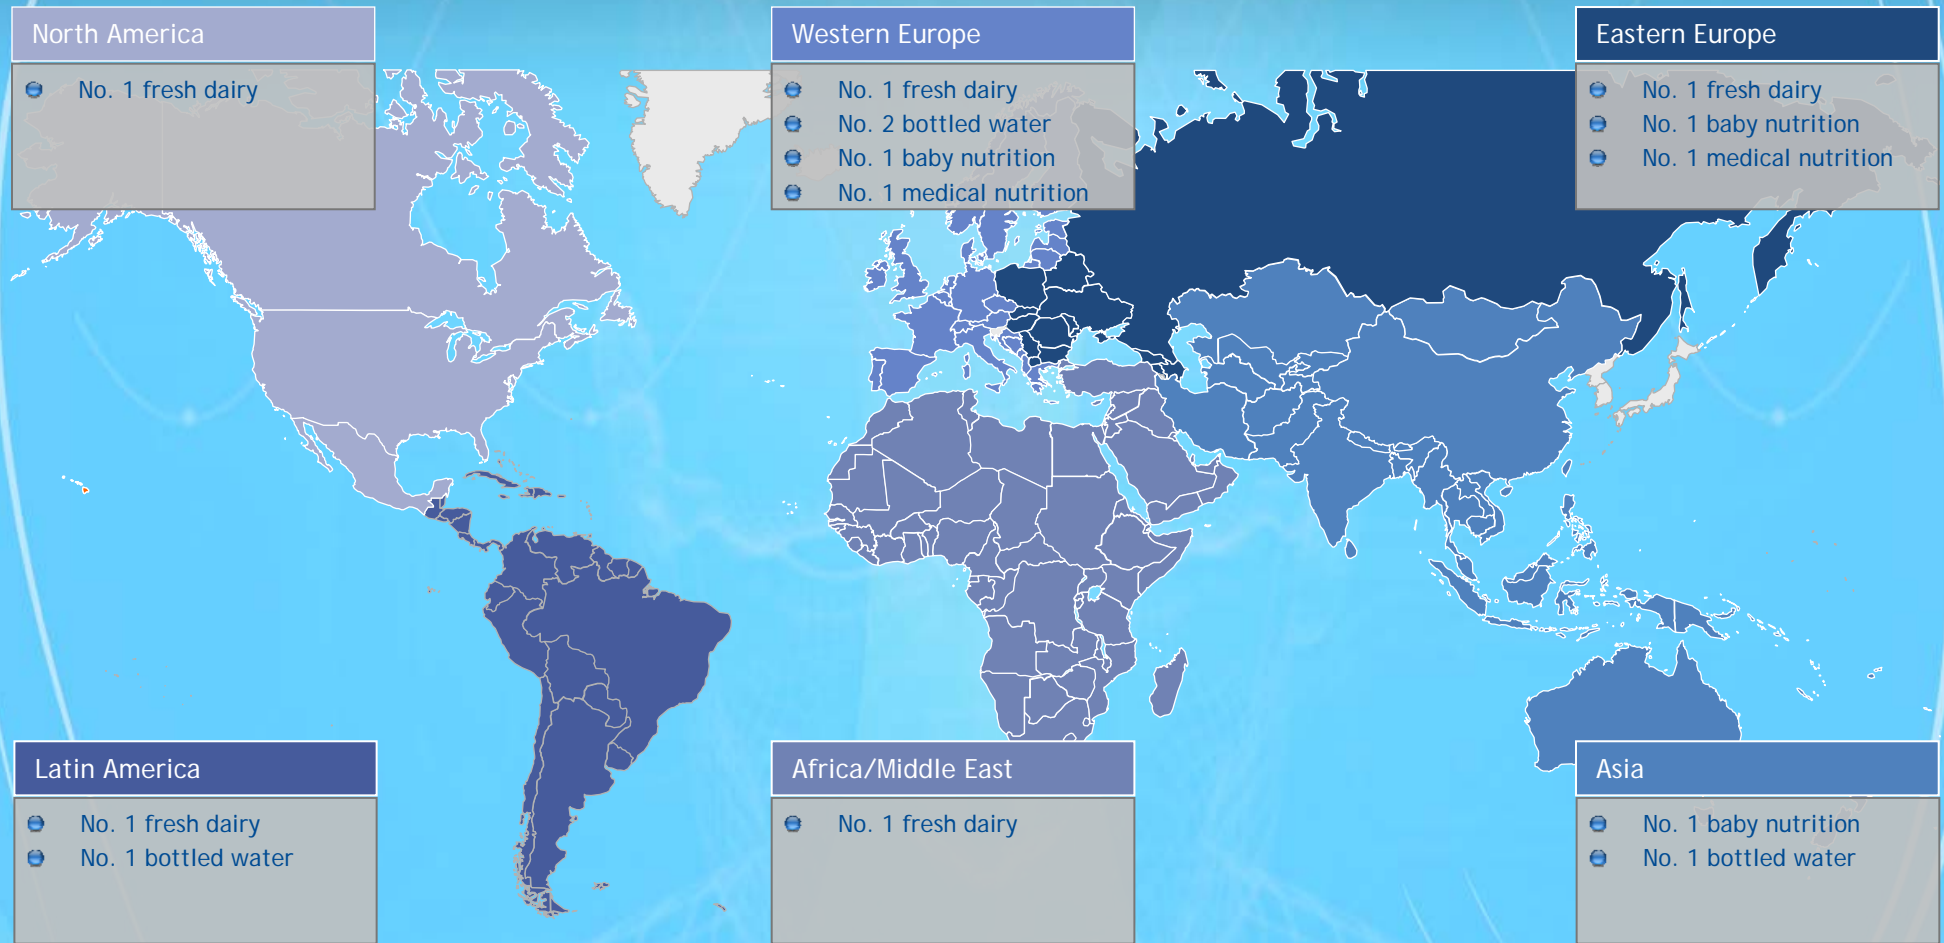 North America
No. 1 fresh dairy
Western Europe
No. 1 fresh dairy
No. 2 bottled water
No. 1 baby nutrition
No. 1 medical nutrition
Eastern Europe
No. 1 fresh dairy
No. 1 baby nutrition
No. 1 medical nutrition
Latin America
No. 1 fresh dairy
No. 1 bottled water
Africa/Middle East
No. 1 fresh dairy
Asia
No. 1 baby nutrition
No. 1 bottled water